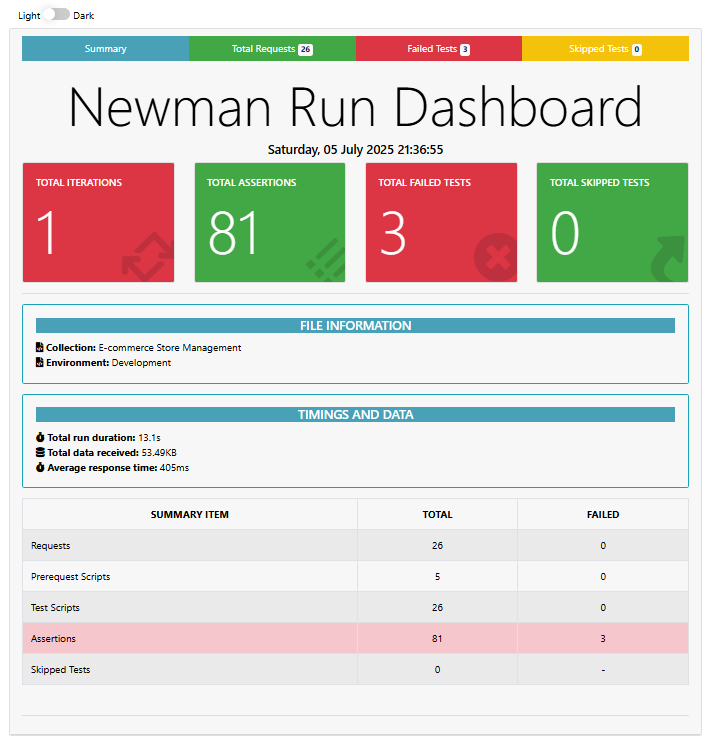 Light Dark
Summary Total Requests 26 Failed Tests 3 Skipped Tests 0
Newman Run Dashboard
Saturday, 05 July 2025 21:36:55
TOTAL ITERATIONS
1
TOTAL ASSERTIONS
81
TOTAL FAILED TESTS
3
TOTAL SKIPPED TESTS
0
FILE INFORMATION
Collection: E-commerce Store Management
Environment: Development
TIMINGS AND DATA
Total run duration: 13.1s
Total data received: 53.49KB
Average response time: 405ms
SUMMARY ITEM TOTAL FAILED
Requests 26 0
Prerequest Scripts 5 0
Test Scripts 26 0
Assertions 81 3
Skipped Tests 0 -